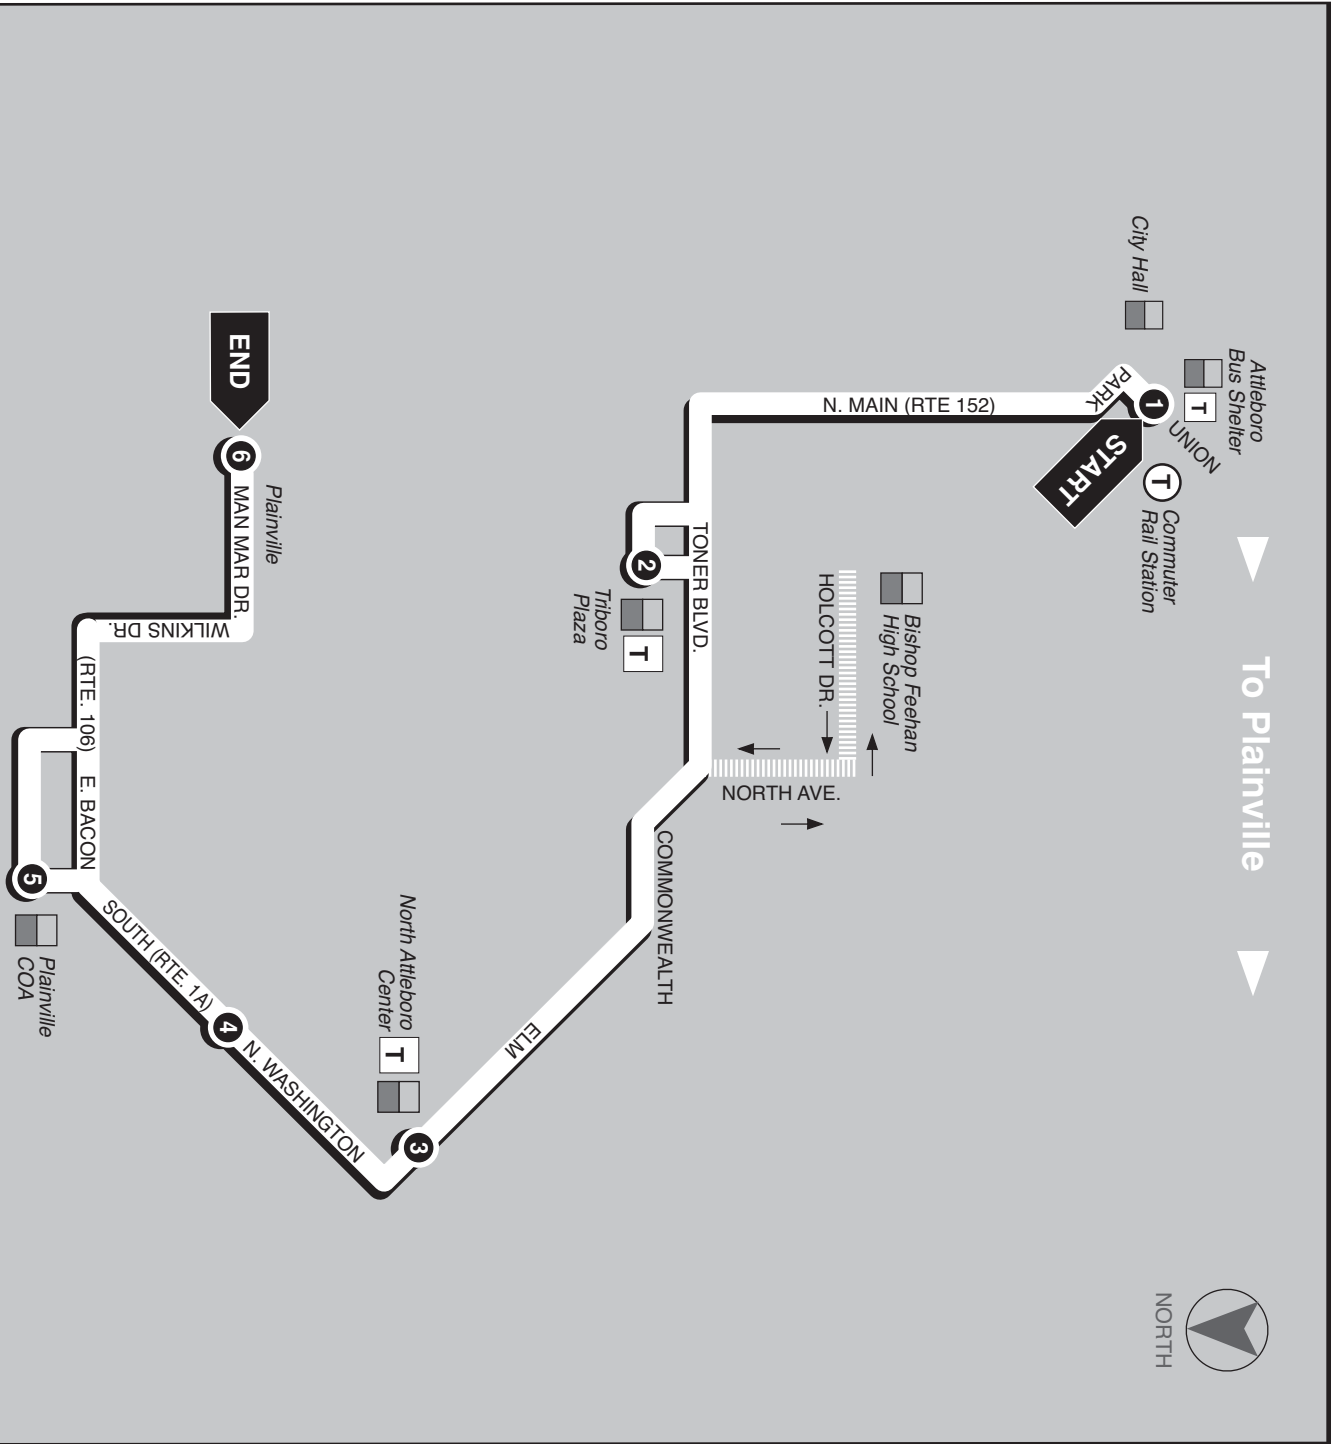 To Plainville
Attleboro
Bus Shelter
T
City Hall
1
UNION
PARK
START
T
Commuter
Rail Station
N. MAIN (RTE 152)
Bishop Feehan
High School
HOLCOTT DR.
NORTH AVE.
TONER BLVD.
2
Triboro
Plaza
T
COMMONWEALTH
ELM
3
North Attleboro
Center
T
N. WASHINGTON
4
SOUTH (RTE. 1A)
5
Plainville
COA
(RTE. 106)  E. BACON
WILKINS DR.
MAN MAR DR.
Plainville
6
END
NORTH